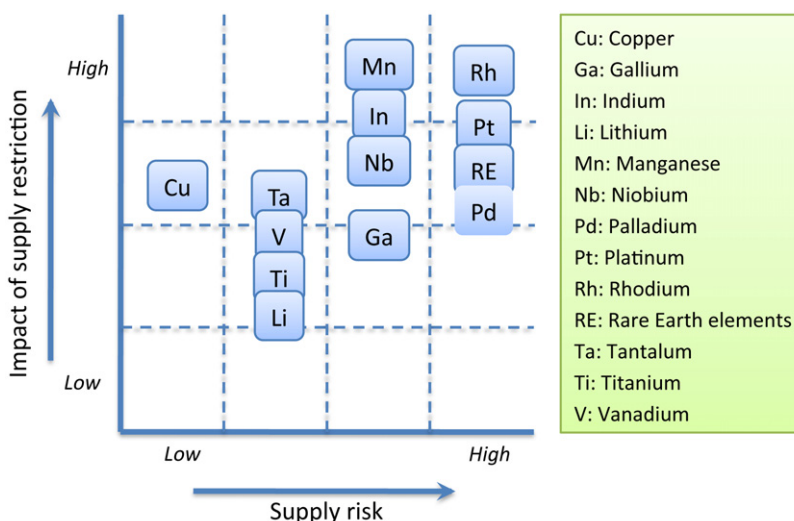 High
Impact of supply restriction
Low
Mn
Rh
In
Pt
Nb
RE
Cu
Ta
Pd
V
Ga
Ti
Li
Low
High
Supply risk
Cu: Copper
Ga: Gallium
In: Indium
Li: Lithium
Mn: Manganese
Nb: Niobium
Pd: Palladium
Pt: Platinum
Rh: Rhodium
RE: Rare Earth elements
Ta: Tantalum
Ti: Titanium
V: Vanadium